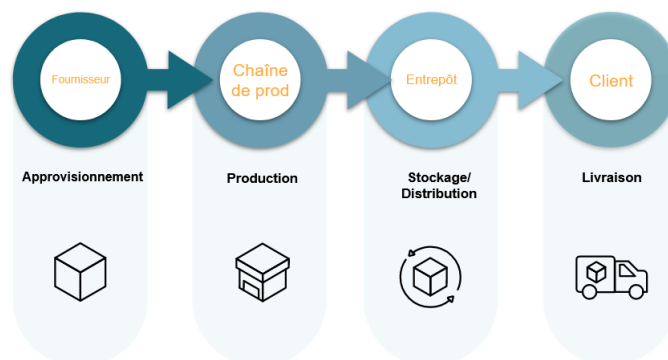 Fournisseur
Chaîne
de prod
Entrepôt
Client
Approvisionnement
Production
Stockage/
Distribution
Livraison